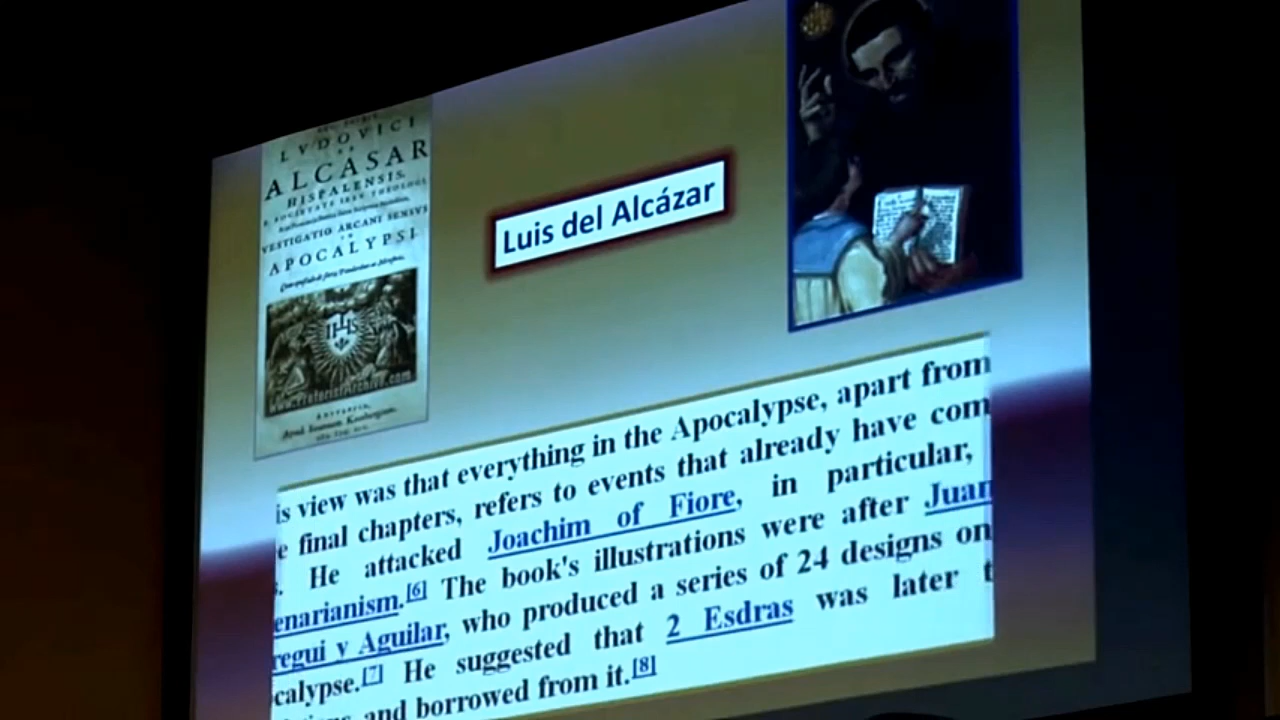 LVDOVICI
ALCASAR
HISPALENSIS,
VESTIGATIO ARCANI SENSVS
IN
APOCALYPSI
IHS
Luis del Alcázar
is view was that everything in the Apocalypse, apart from
e final chapters, refers to events that already have com
. He attacked Joachim of Fiore, in particular,
enarianism.[6] The book's illustrations were after Juan
regui y Aguilar, who produced a series of 24 designs on
calypse.[7] He suggested that 2 Esdras was later t
and borrowed from it.[8]